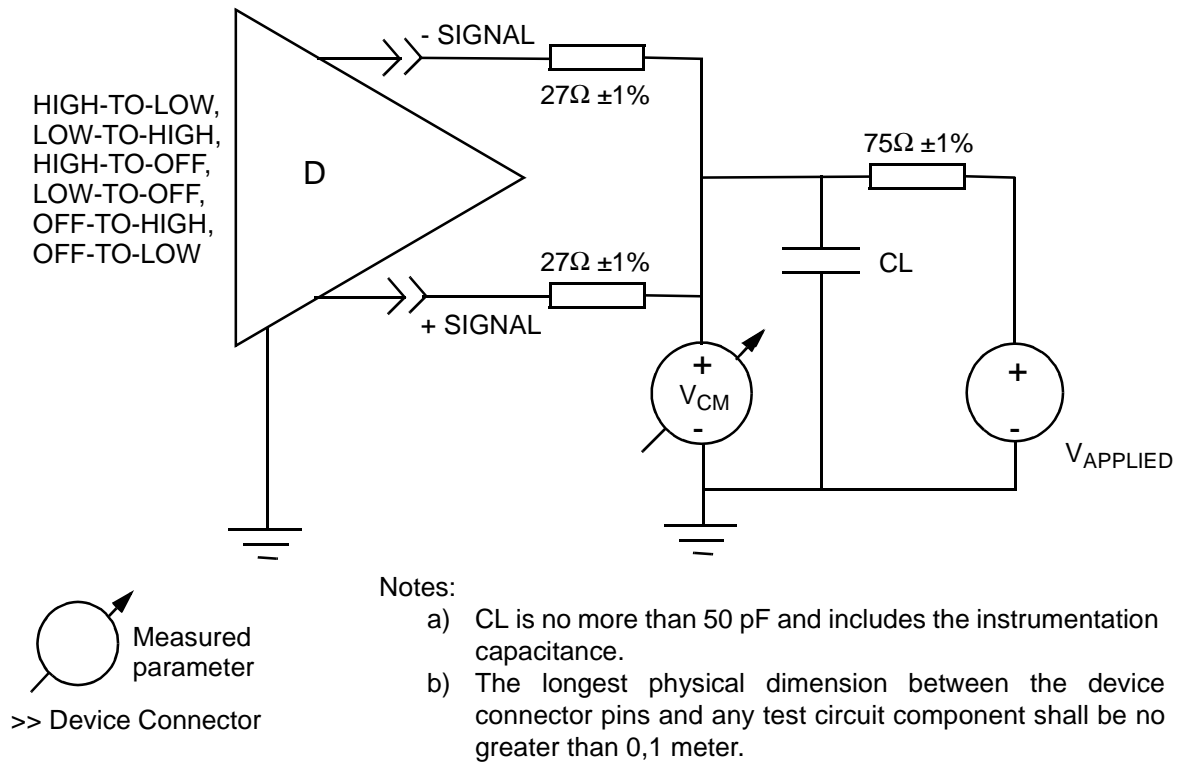 - SIGNAL
27Ω ±1%
HIGH-TO-LOW,
LOW-TO-HIGH,
HIGH-TO-OFF,
LOW-TO-OFF,
OFF-TO-HIGH,
OFF-TO-LOW
D
75Ω ±1%
27Ω ±1%
CL
+ SIGNAL
+
VCM
-
+
-
VAPPLIED
Notes:
a) CL is no more than 50 pF and includes the instrumentation
capacitance.
b) The longest physical dimension between the device
connector pins and any test circuit component shall be no
greater than 0,1 meter.
Measured
parameter
>> Device Connector